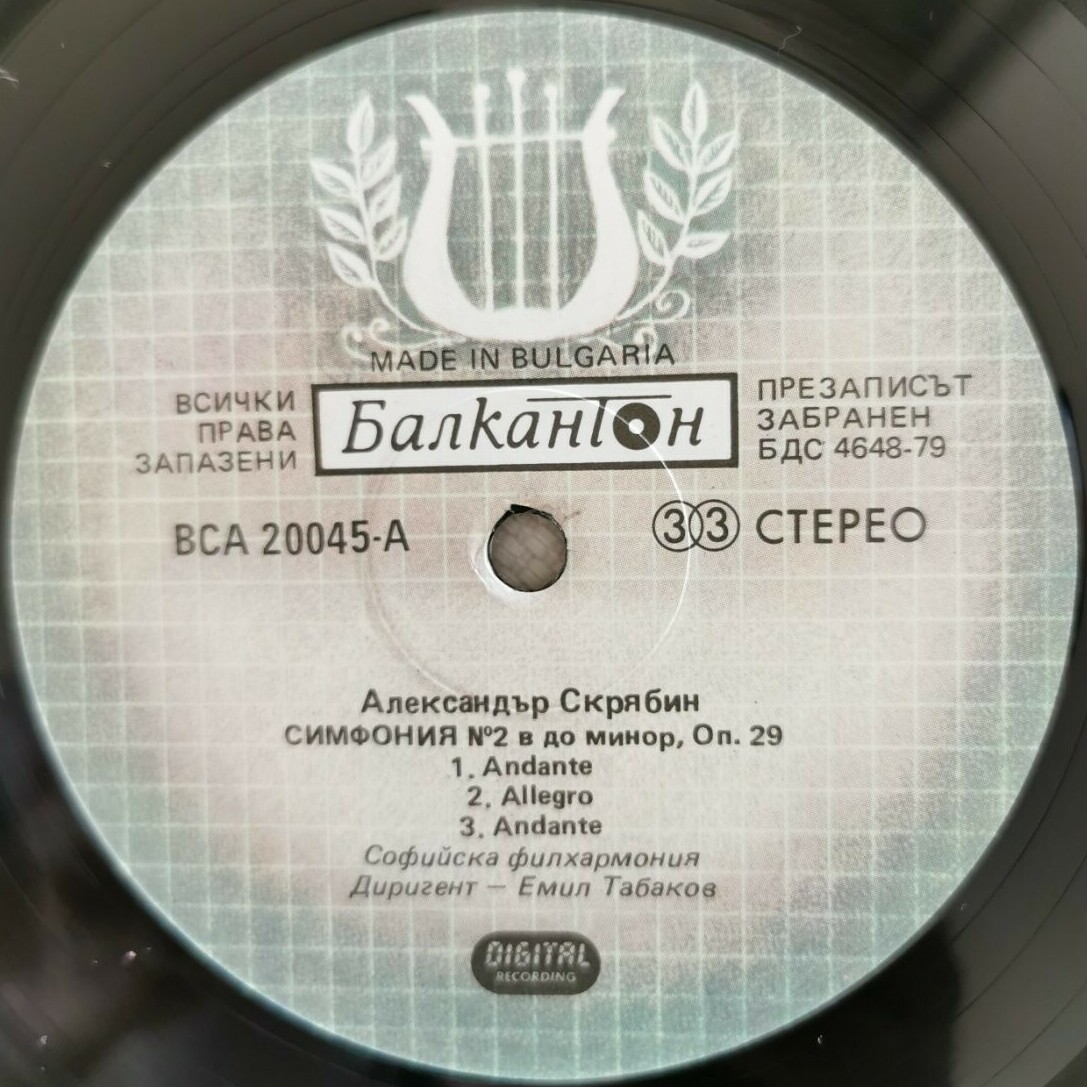 MADE IN BULGARIA
ВСИЧКИ
ПРАВА
ЗАПАЗЕНИ
Балкантон
ПРЕЗАПИСЪТ
ЗАБРАНЕН
БДС 4648-79
ВСА 20045-А
33 СТЕРЕО
Александър Скрябин
СИМФОНИЯ №2 в до минор, Оп. 29
1. Andante
2. Allegro
3. Andante
Софийска филхармония
Диригент — Емил Табаков
DIGITAL
RECORDING